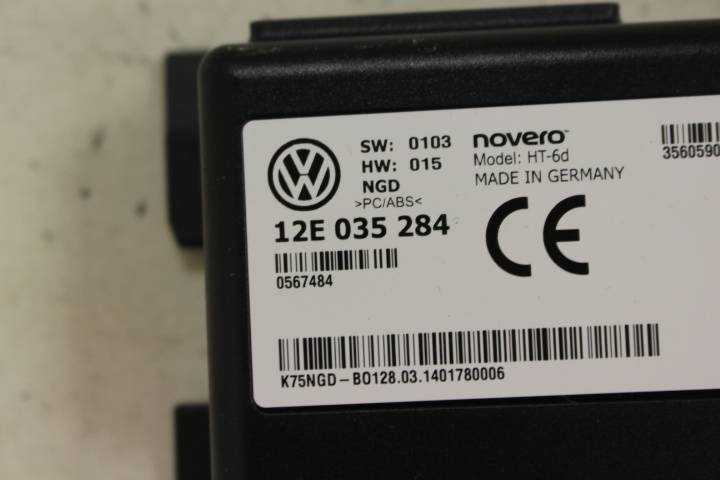 SW: 0103
HW: 015
NGD
>PC/ABS<
novero
Model: HT-6d
MADE IN GERMANY
3560590
12E 035 284
CE
0567484
K75NGD-BO128.03.1401780006